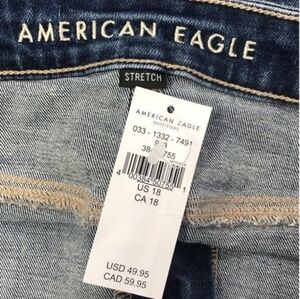 AMERICAN EAGLE
STRETCH
AMERICAN EAGLE
OUTFITTERS
033 - 1332 - 7491
755
US 18
CA 18
USD 49.95
CAD 59.95